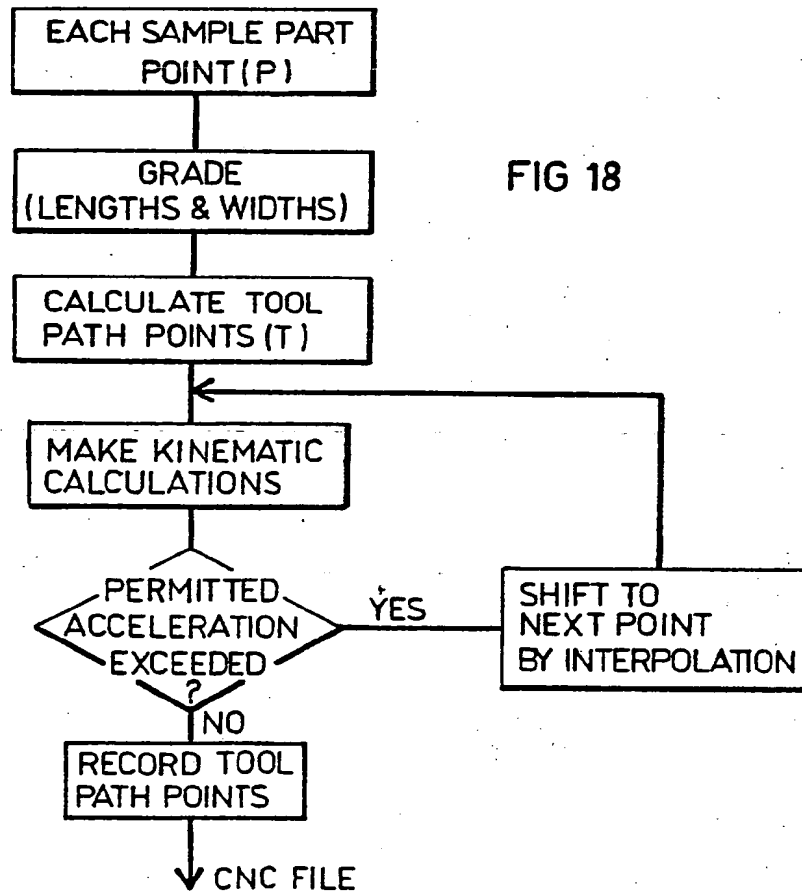 EACH SAMPLE PART
POINT (P)
GRADE
(LENGTHS & WIDTHS)
FIG 18
CALCULATE TOOL
PATH POINTS (T)
MAKE KINEMATIC
CALCULATIONS
PERMITTED
ACCELERATION
EXCEEDED
?
YES
SHIFT TO
NEXT POINT
BY INTERPOLATION
NO
RECORD TOOL
PATH POINTS
CNC FILE